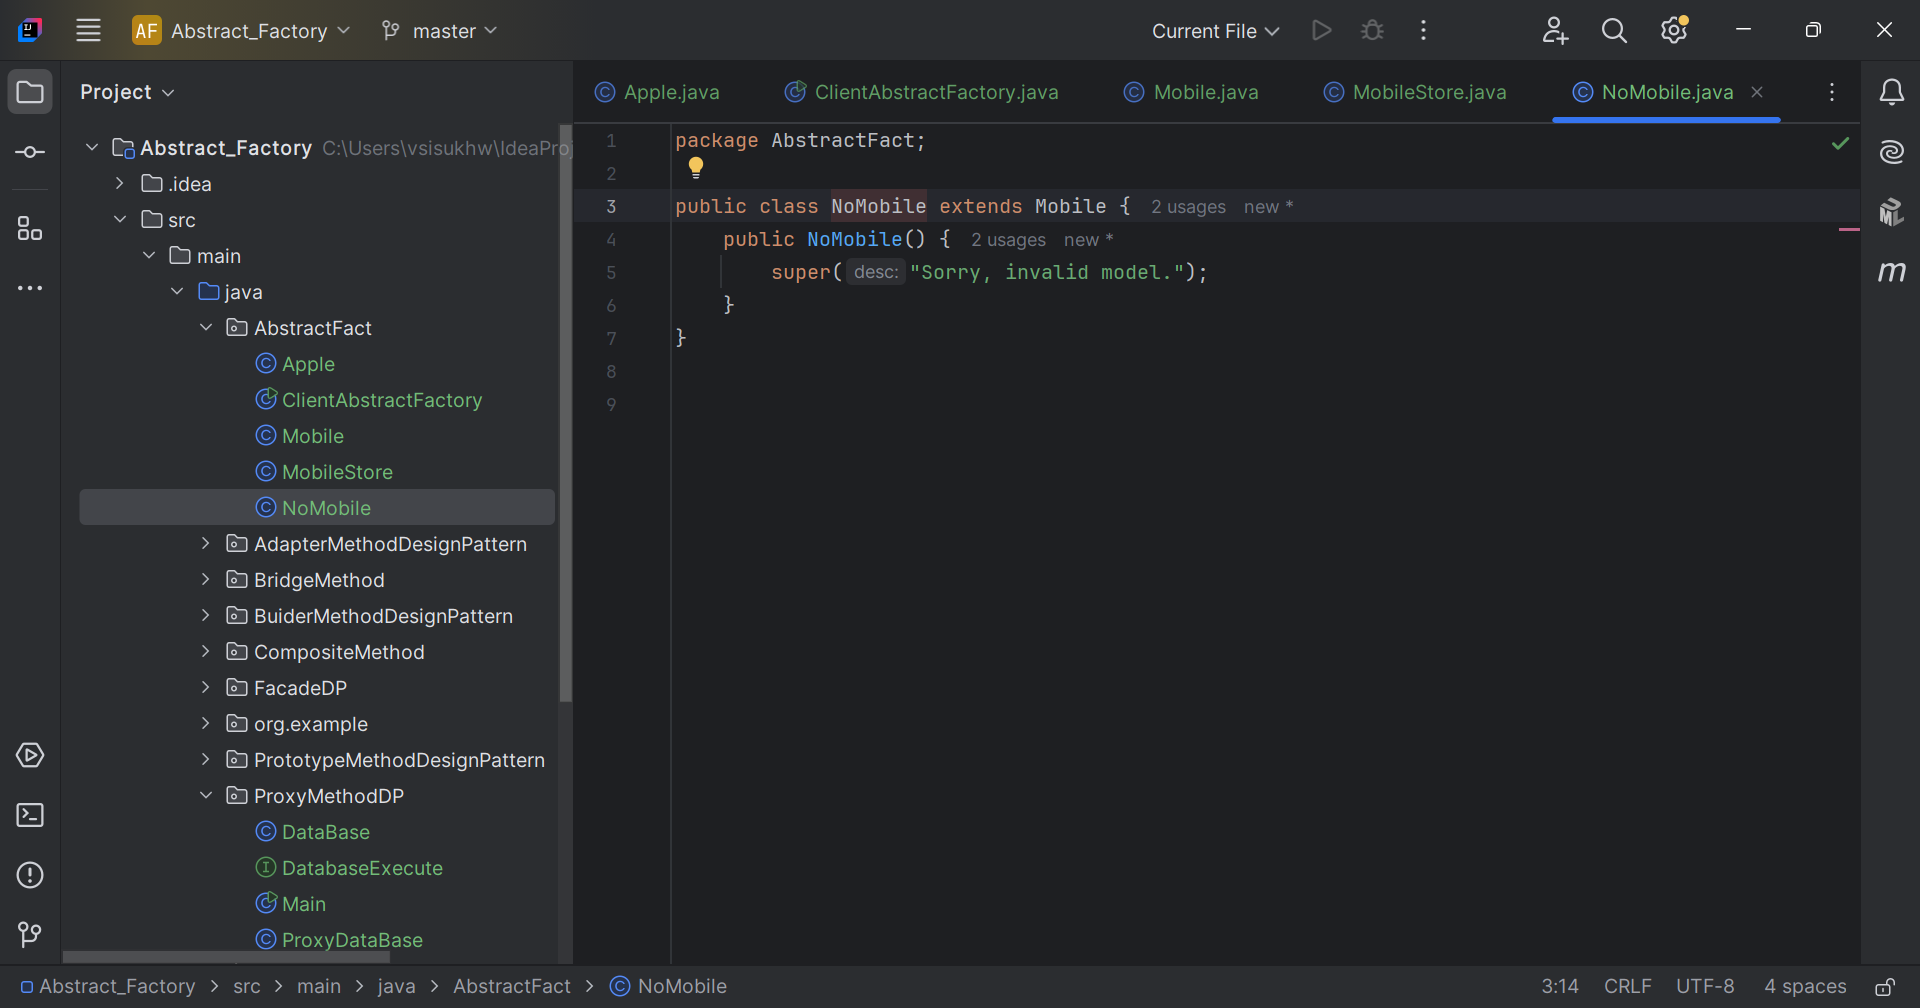 AF Abstract_Factory master Current File
Project
Apple.java ClientAbstractFactory.java Mobile.java MobileStore.java NoMobile.java
Abstract_Factory C:\Users\vsisukhw\IdeaProj
.idea
src
main
java
AbstractFact
Apple
ClientAbstractFactory
Mobile
MobileStore
NoMobile
AdapterMethodDesignPattern
BridgeMethod
BuiderMethodDesignPattern
CompositeMethod
FacadeDP
org.example
PrototypeMethodDesignPattern
ProxyMethodDP
DataBase
DatabaseExecute
Main
ProxyDataBase
1 package AbstractFact;
2
3 public class NoMobile extends Mobile { 2 usages new *
4 public NoMobile() { 2 usages new *
5 super( desc: "Sorry, invalid model.");
6 }
7 }
8
9
Abstract_Factory > src > main > java > AbstractFact > NoMobile
3:14 CRLF UTF-8 4 spaces